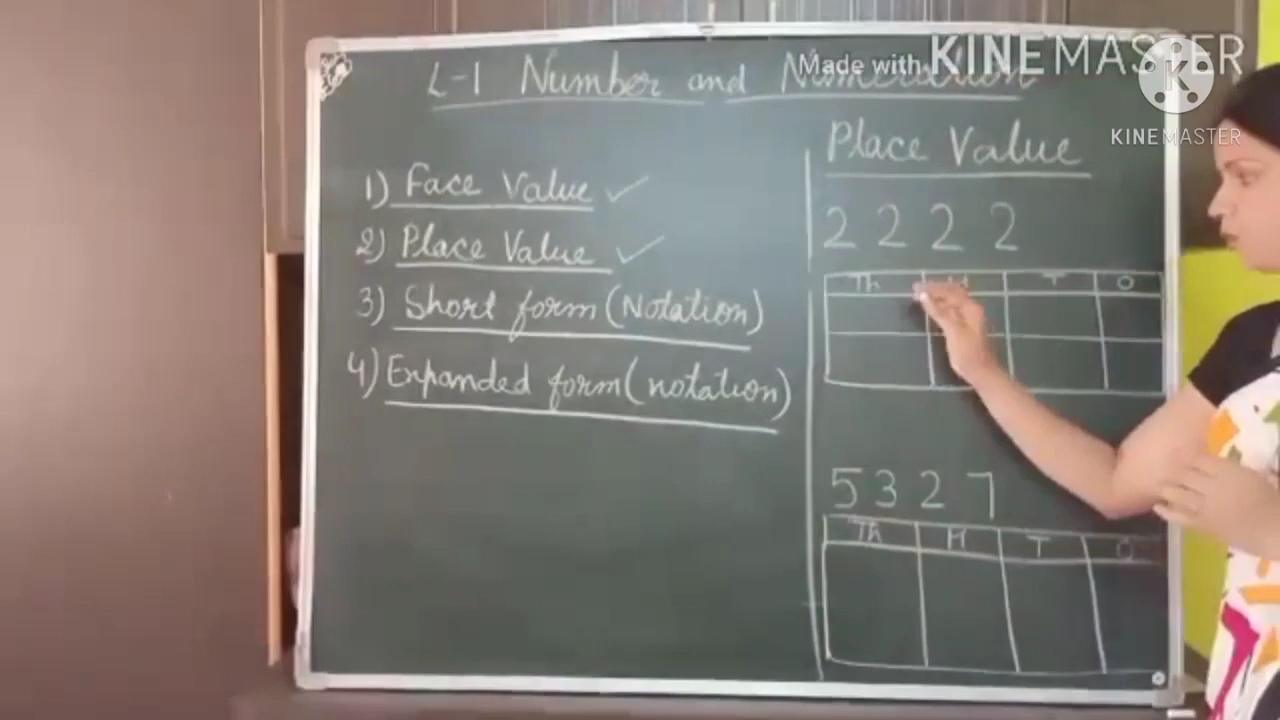 Made with KINEMASTER
K
KINEMASTER
L-1 Number and Numeration
1) Face Value ✓
2) Place Value ✓
3) Short form (Notation)
4) Expanded form (notation)
Place Value
2 2 2 2
Th H T O
5 3 2 7
Th H T O